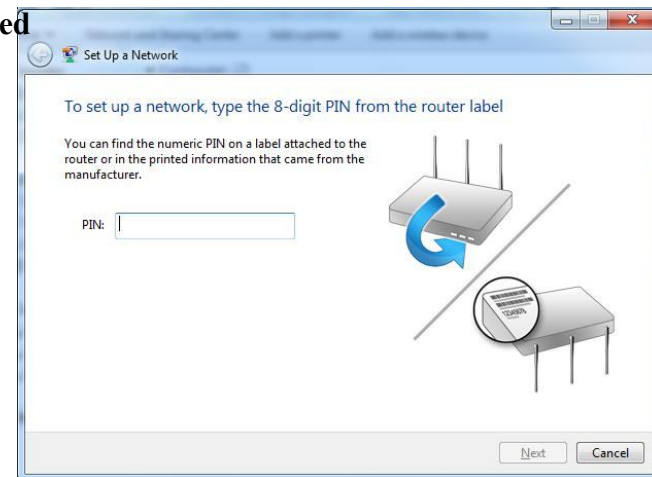 ed
Set Up a Network
To set up a network, type the 8-digit PIN from the router label
You can find the numeric PIN on a label attached to the
router or in the printed information that came from the
manufacturer.
PIN:
12345678
Next Cancel